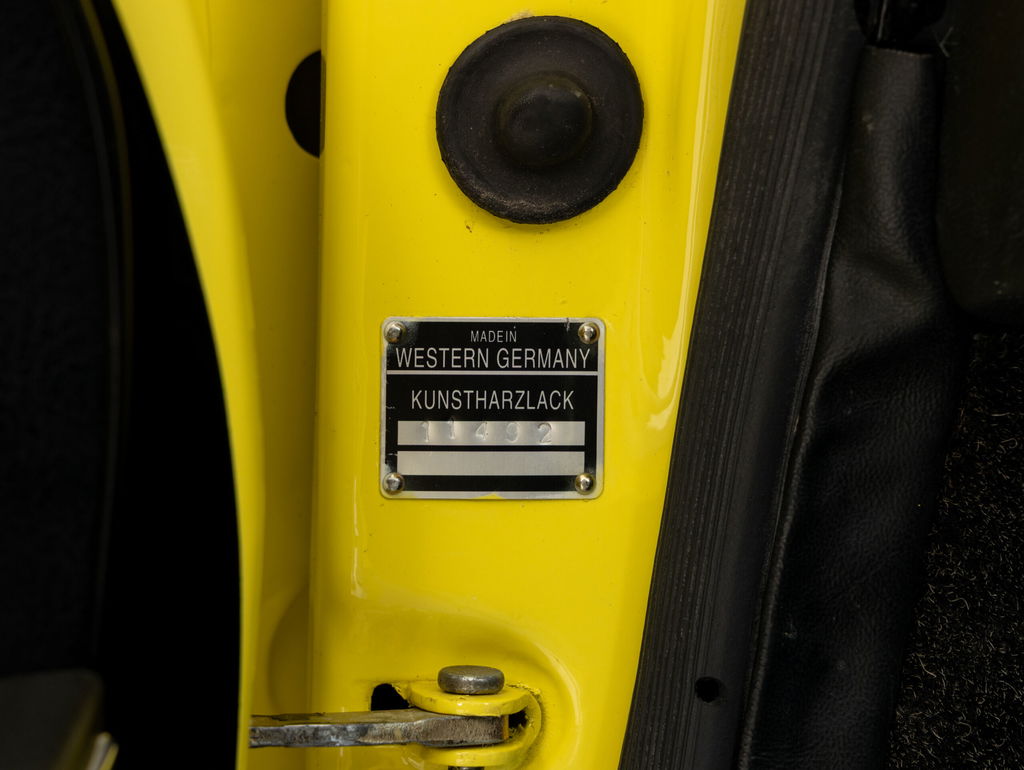 MADE IN
WESTERN GERMANY
KUNSTHARZLACK
11492